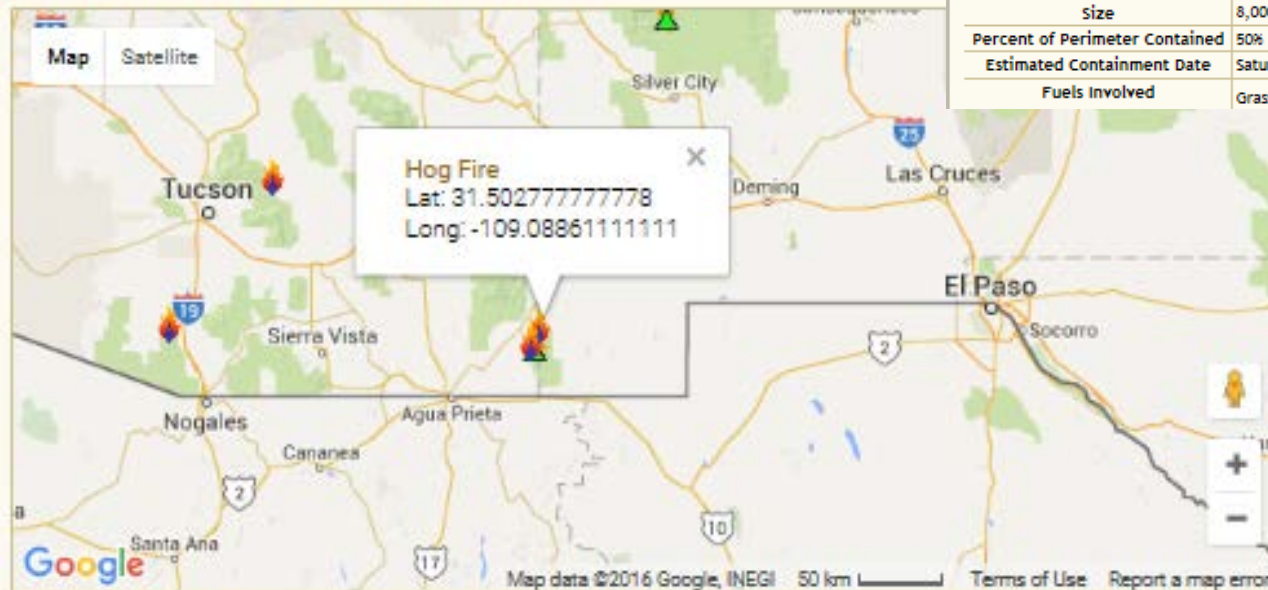 Size 8,00
Percent of Perimeter Contained 50%
Estimated Containment Date Satu
Fuels Involved Gras
Map Satellite
Silver City
25
Hog Fire
Lat: 31.502777777778
Long: -109.08861111111
Tucson
Deming
Las Cruces
19
El Paso
Sierra Vista
2
Socorro
Nogales
Agua Prieta
Cananea
2
10
Santa Ana
17
Google
Map data ©2016 Google, INEGI 50 km Terms of Use Report a map error